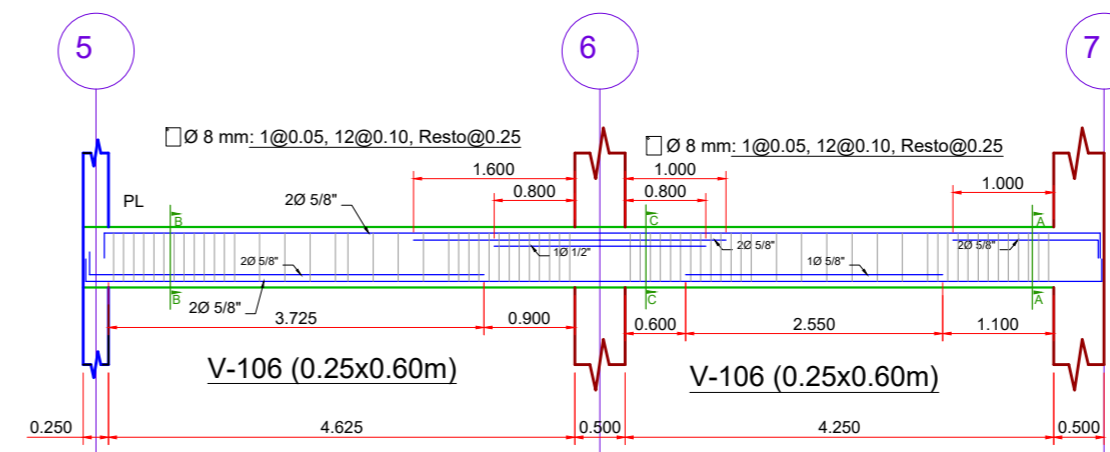 5
6
7
Ø 8 mm: 1@0.05, 12@0.10, Resto@0.25
Ø 8 mm: 1@0.05, 12@0.10, Resto@0.25
1.600
1.000
0.800
0.800
1.000
PL
2Ø 5/8"
B
C
A
2Ø 5/8"
1Ø 1/2"
2Ø 5/8"
1Ø 5/8"
2Ø 5/8"
B
C
A
2Ø 5/8"
3.725
0.900
0.600
2.550
1.100
V-106 (0.25x0.60m)
V-106 (0.25x0.60m)
0.250
4.625
0.500
4.250
0.500